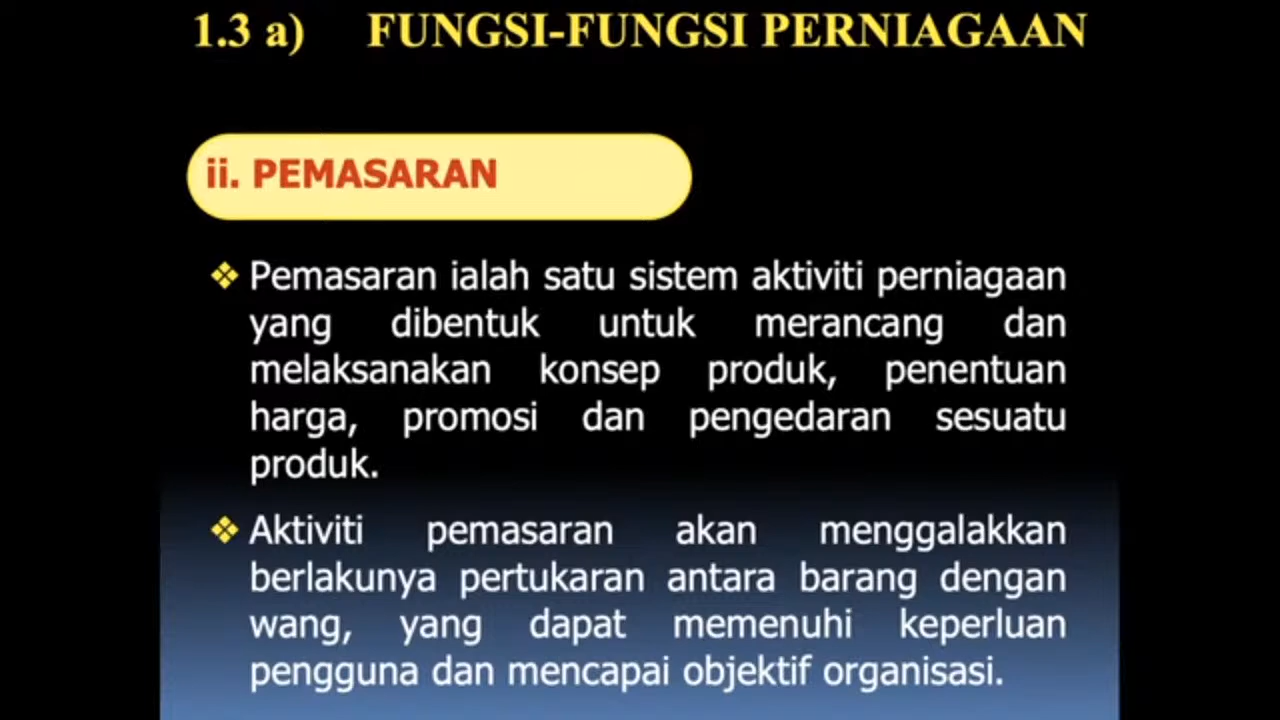 1.3 a) FUNGSI-FUNGSI PERNIAGAAN
ii. PEMASARAN
❖ Pemasaran ialah satu sistem aktiviti perniagaan
yang dibentuk untuk merancang dan
melaksanakan konsep produk, penentuan
harga, promosi dan pengedaran sesuatu
produk.
❖ Aktiviti pemasaran akan menggalakkan
berlakunya pertukaran antara barang dengan
wang, yang dapat memenuhi keperluan
pengguna dan mencapai objektif organisasi.